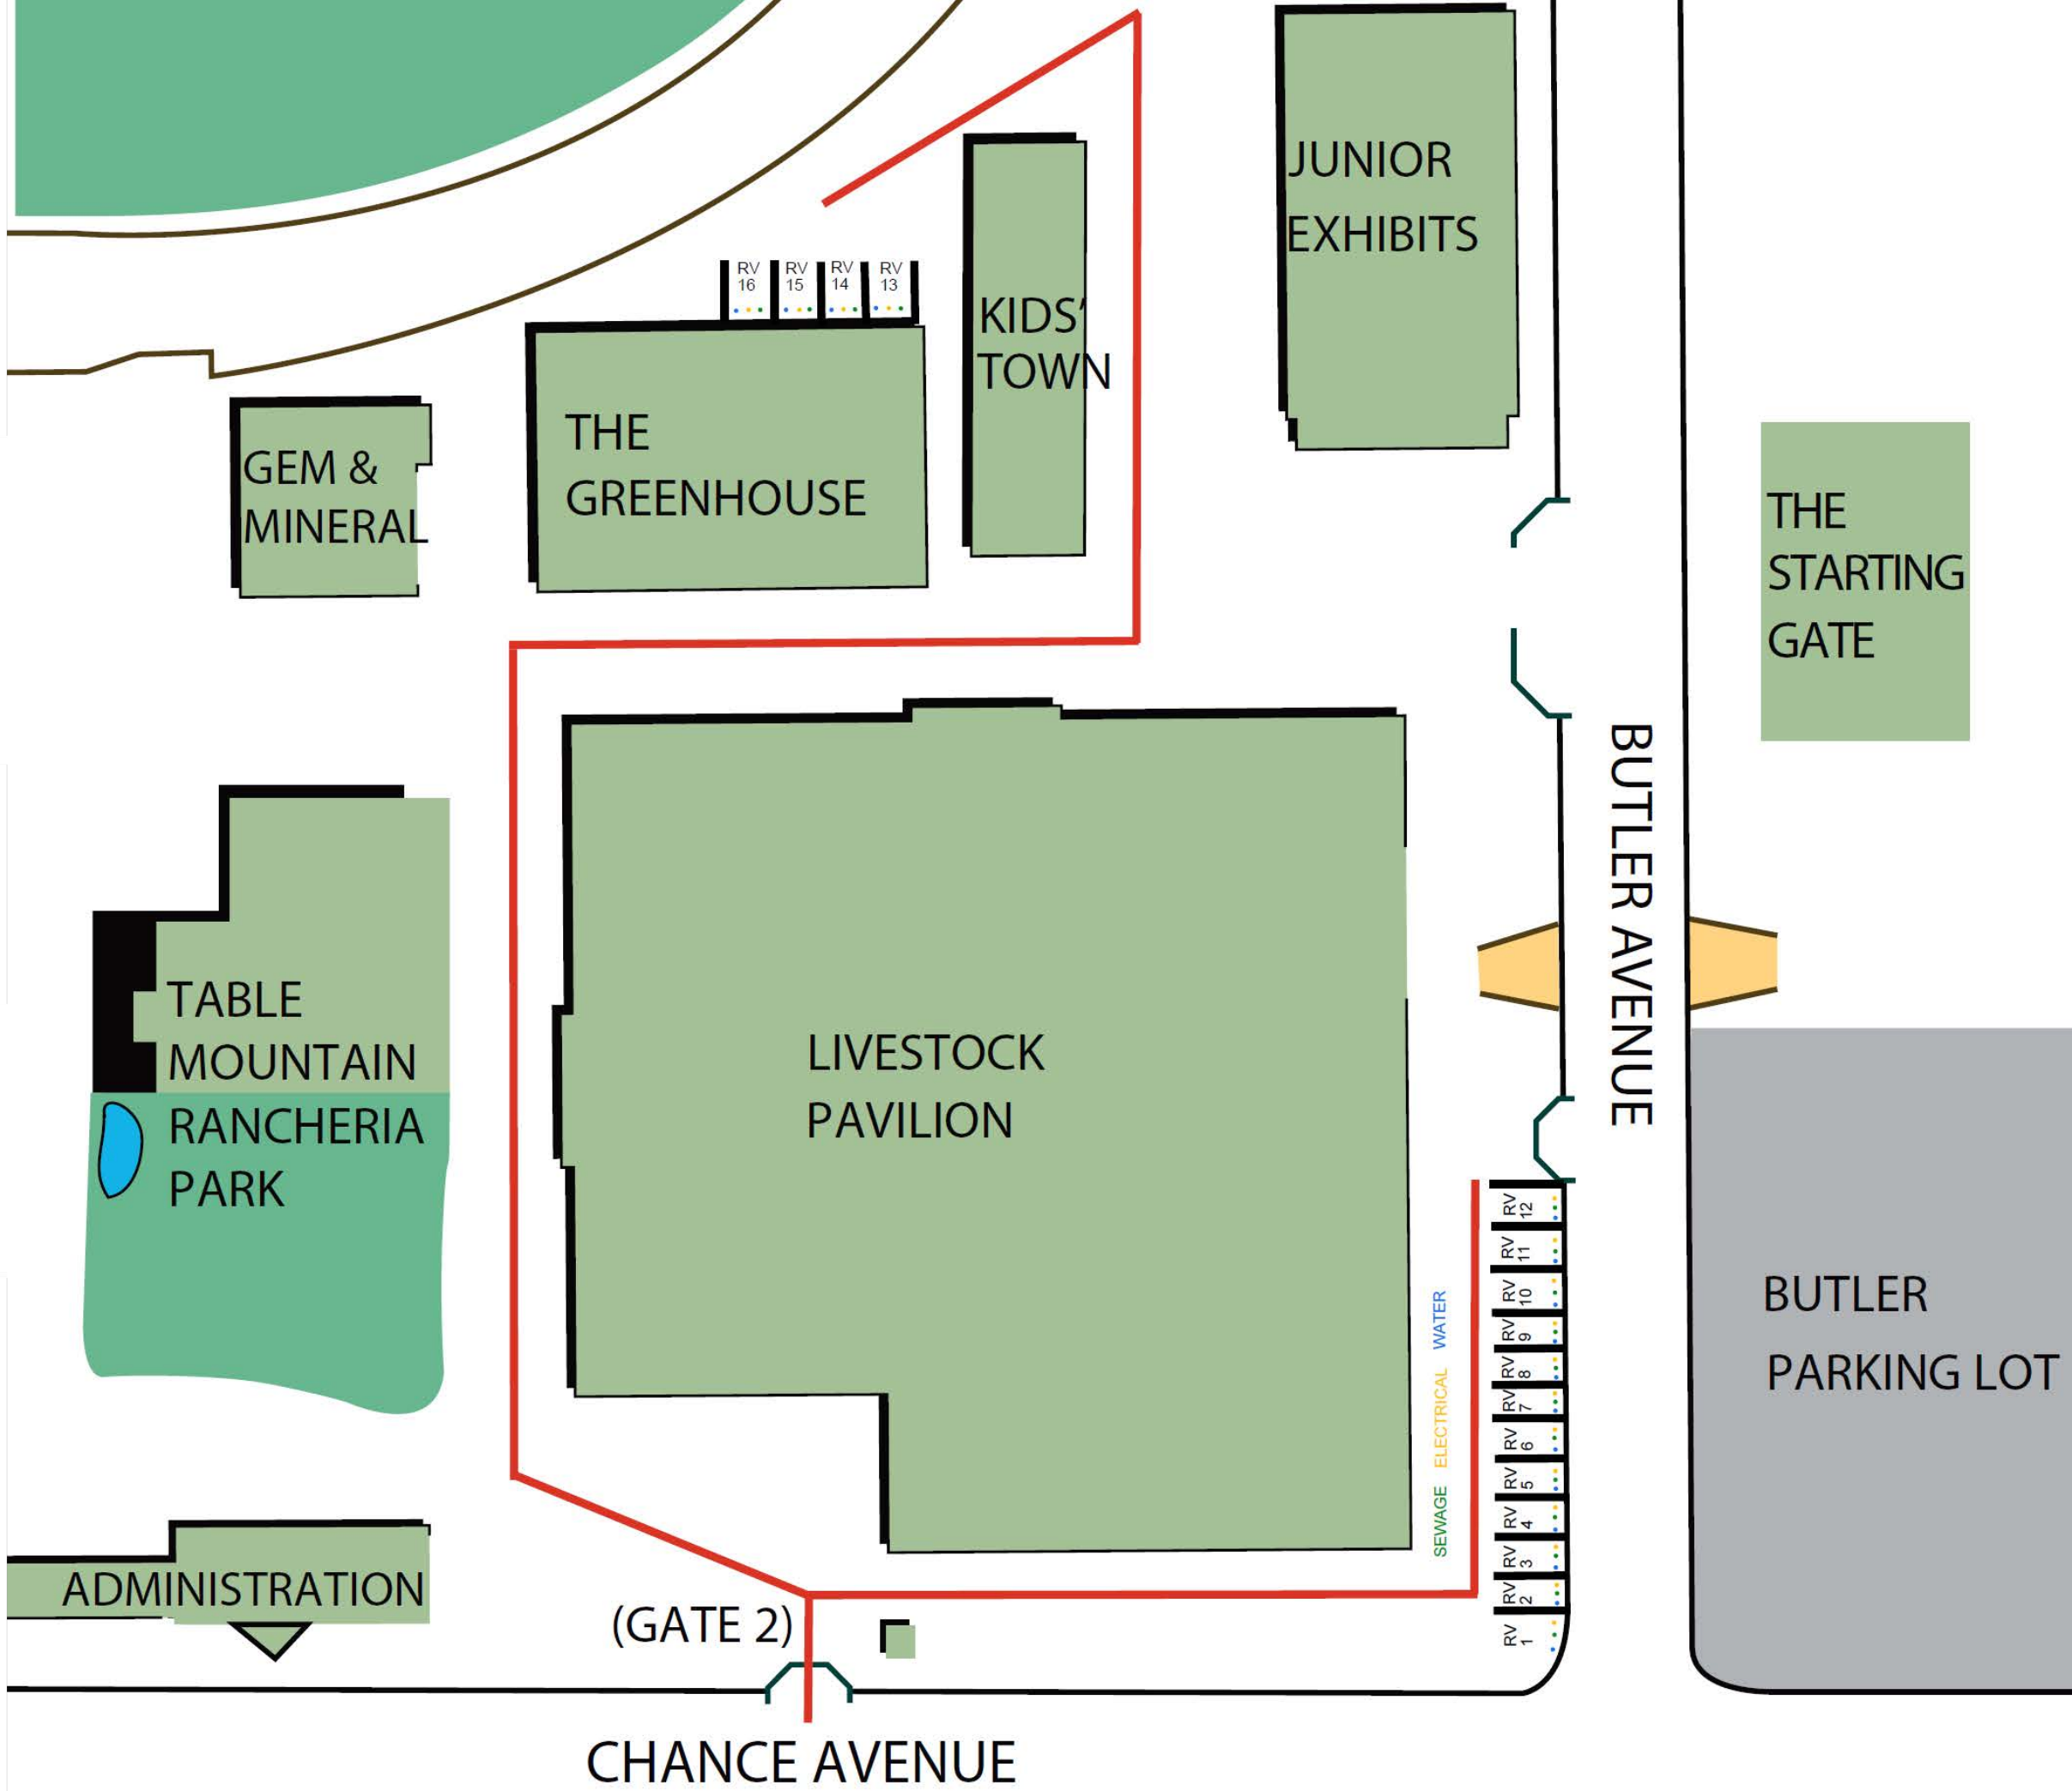 JUNIOR
EXHIBITS
RV
16
RV
15
RV
14
RV
13
KIDS'
TOWN
THE
GREENHOUSE
GEM &
MINERAL
THE
STARTING
GATE
BUTLER AVENUE
TABLE
MOUNTAIN
RANCHERIA
PARK
LIVESTOCK
PAVILION
RV
12
RV
11
RV
10
RV
9
RV
8
RV
7
RV
6
RV
5
RV
4
RV
3
RV
2
RV
1
SEWAGE ELECTRICAL WATER
BUTLER
PARKING LOT
ADMINISTRATION
(GATE 2)
CHANCE AVENUE